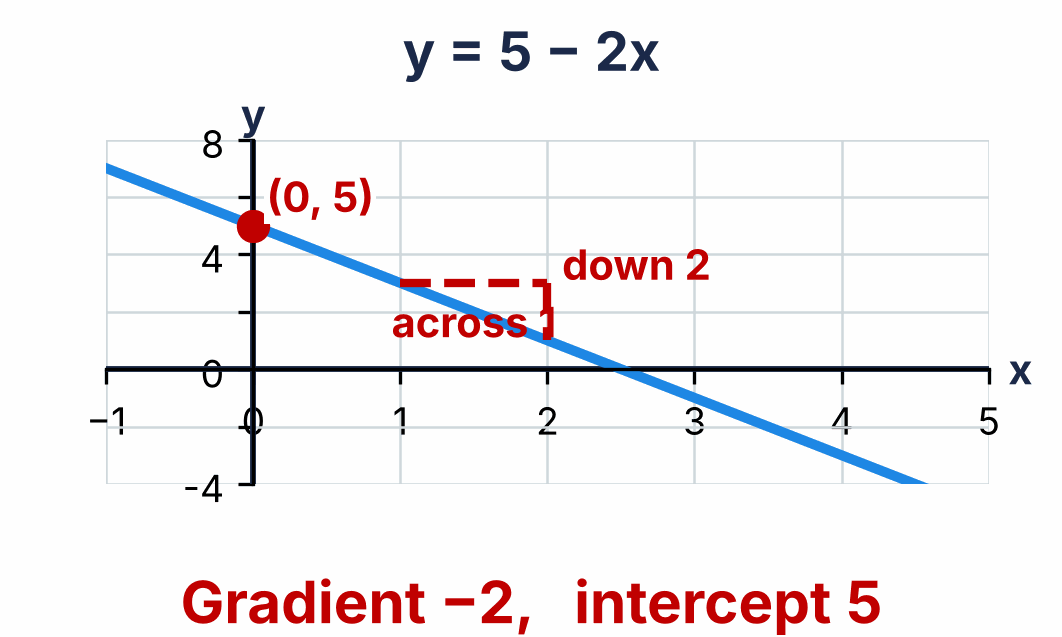 y = 5 − 2x
y
8
(0, 5)
4
down 2
across 1
0
x
−1 0 1 2 3 4 5
-4
Gradient −2, intercept 5